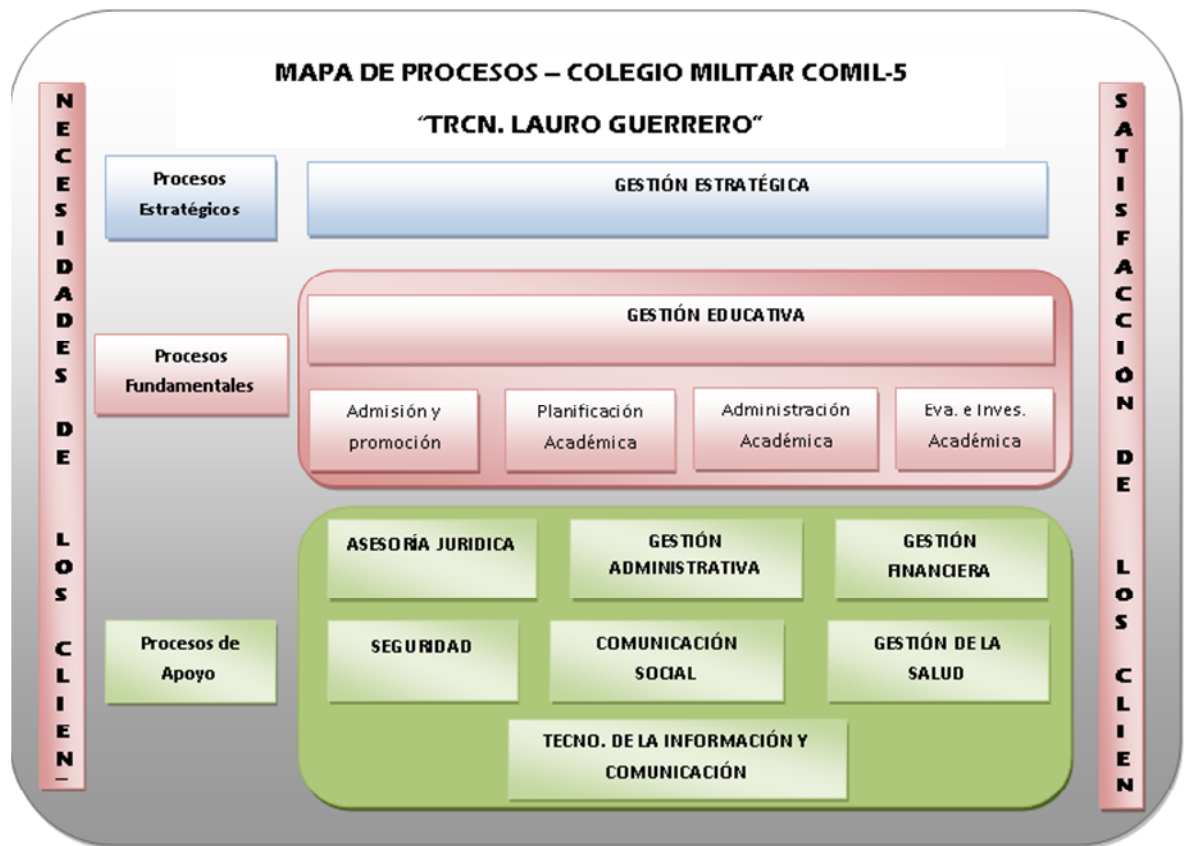 MAPA DE PROCESOS – COLEGIO MILITAR COMIL-5
“TRCN. LAURO GUERRERO”
NECESIDADES DE LOS CLIEN
Procesos
Estratégicos
GESTIÓN ESTRATÉGICA
Procesos
Fundamentales
GESTIÓN EDUCATIVA
Admisión y
promoción
Planificación
Académica
Administración
Académica
Eva. e Inves.
Académica
Procesos de
Apoyo
ASESORÍA JURIDICA
GESTIÓN
ADMINISTRATIVA
GESTIÓN
FINANCIERA
SEGURIDAD
COMUNICACIÓN
SOCIAL
GESTIÓN DE LA
SALUD
TECNO. DE LA INFORMACIÓN Y
COMUNICACIÓN
SATISFACCIÓN DE LOS CLIEN